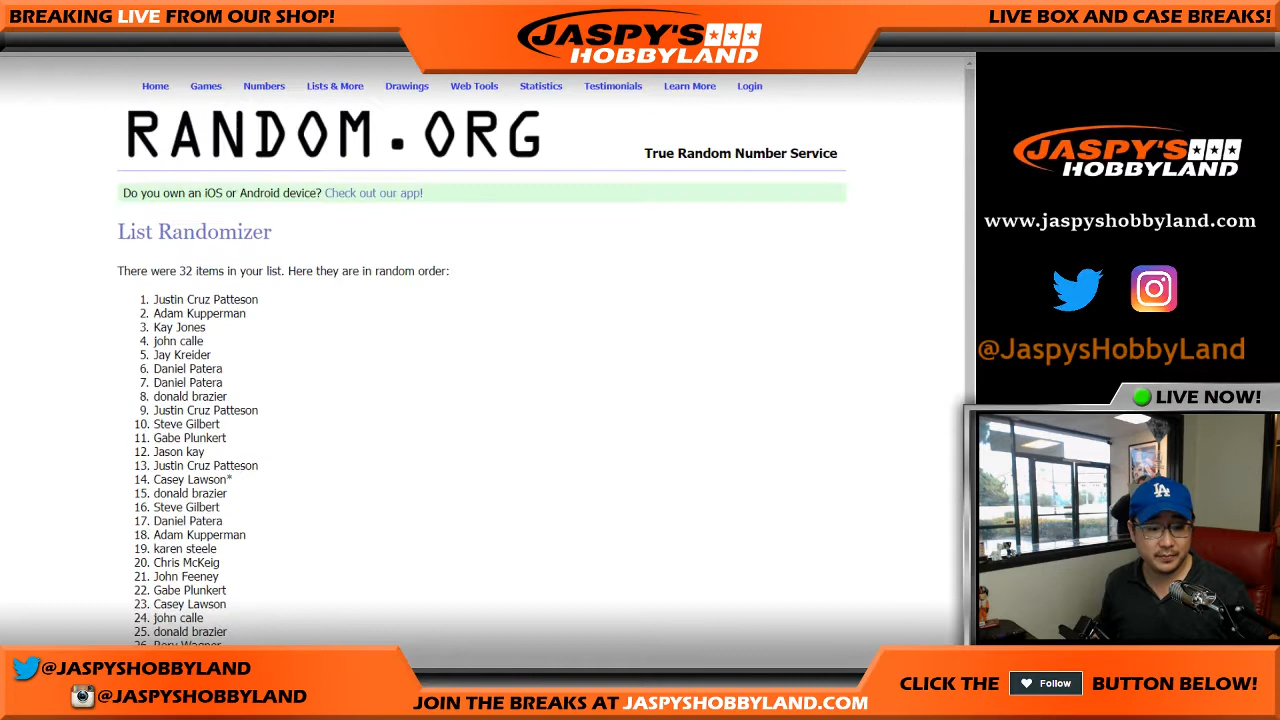 BREAKING LIVE FROM OUR SHOP!
JASPY'S
HOBBYLAND
LIVE BOX AND CASE BREAKS!
Home Games Numbers Lists & More Drawings Web Tools Statistics Testimonials Learn More Login
RANDOM.ORG
True Random Number Service
Do you own an iOS or Android device? Check out our app!
List Randomizer
There were 32 items in your list. Here they are in random order:
1. Justin Cruz Patteson
2. Adam Kupperman
3. Kay Jones
4. john calle
5. Jay Kreider
6. Daniel Patera
7. Daniel Patera
8. donald brazier
9. Justin Cruz Patteson
10. Steve Gilbert
11. Gabe Plunkert
12. Jason kay
13. Justin Cruz Patteson
14. Casey Lawson*
15. donald brazier
16. Steve Gilbert
17. Daniel Patera
18. Adam Kupperman
19. karen steele
20. Chris McKeig
21. John Feeney
22. Gabe Plunkert
23. Casey Lawson
24. john calle
25. donald brazier
JASPY'S
HOBBYLAND
www.jaspyshobbyland.com
@JaspysHobbyLand
LIVE NOW!
LA
@JASPYSHOBBYLAND
@JASPYSHOBBYLAND
JOIN THE BREAKS AT JASPYSHOBBYLAND.COM
CLICK THE Follow BUTTON BELOW!